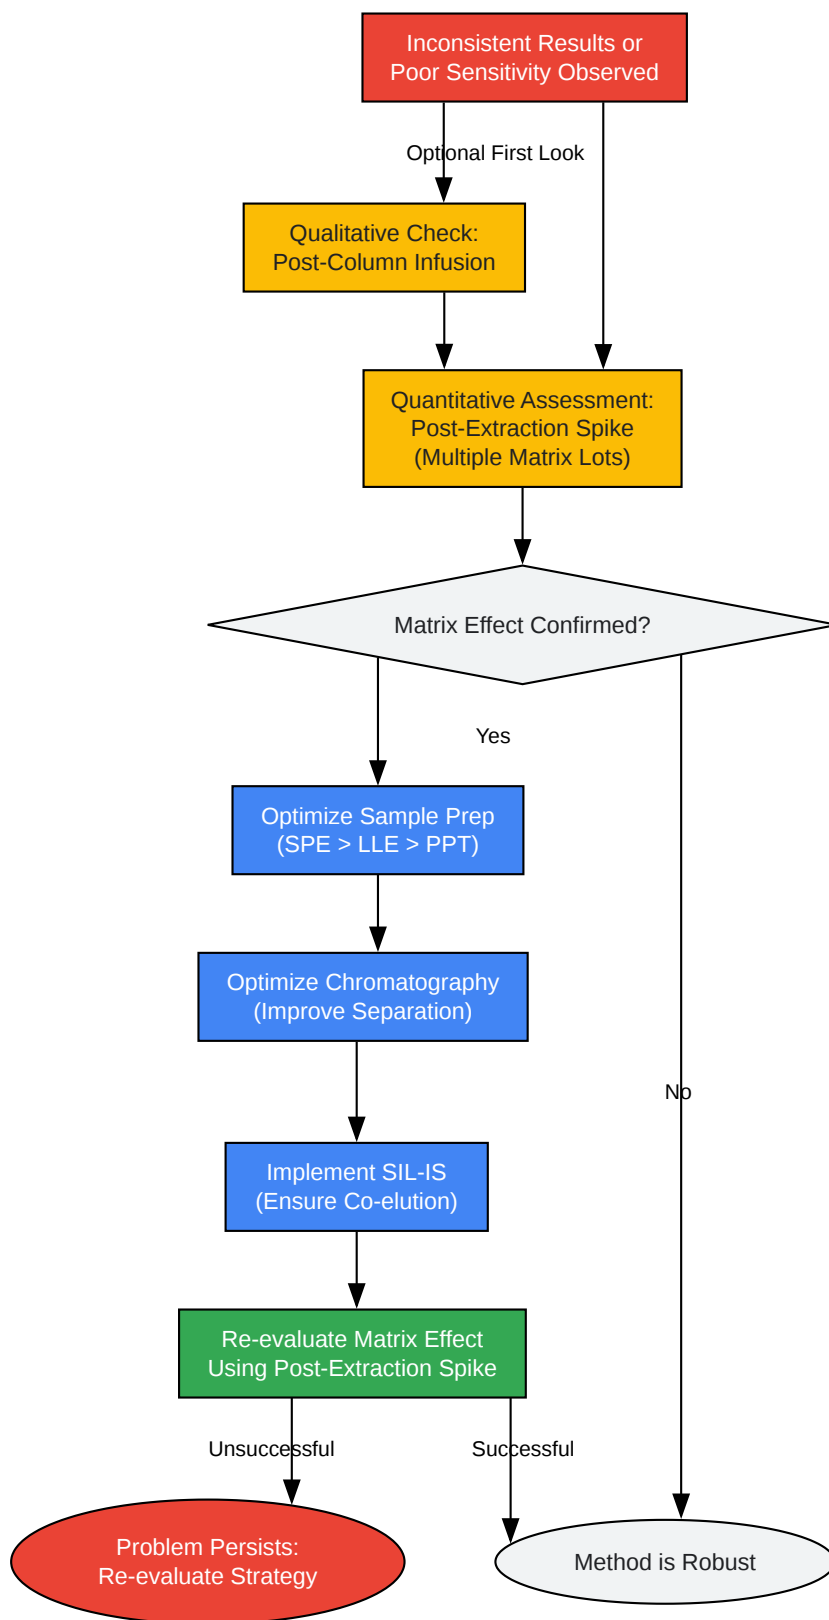 Inconsistent Results or
Poor Sensitivity Observed
Optional First Look
Qualitative Check:
Post-Column Infusion
Quantitative Assessment:
Post-Extraction Spike
(Multiple Matrix Lots)
Matrix Effect Confirmed?
Yes
Optimize Sample Prep
(SPE > LLE > PPT)
Optimize Chromatography
(Improve Separation)
No
Implement SIL-IS
(Ensure Co-elution)
Re-evaluate Matrix Effect
Using Post-Extraction Spike
Unsuccessful
Successful
Problem Persists:
Re-evaluate Strategy
Method is Robust